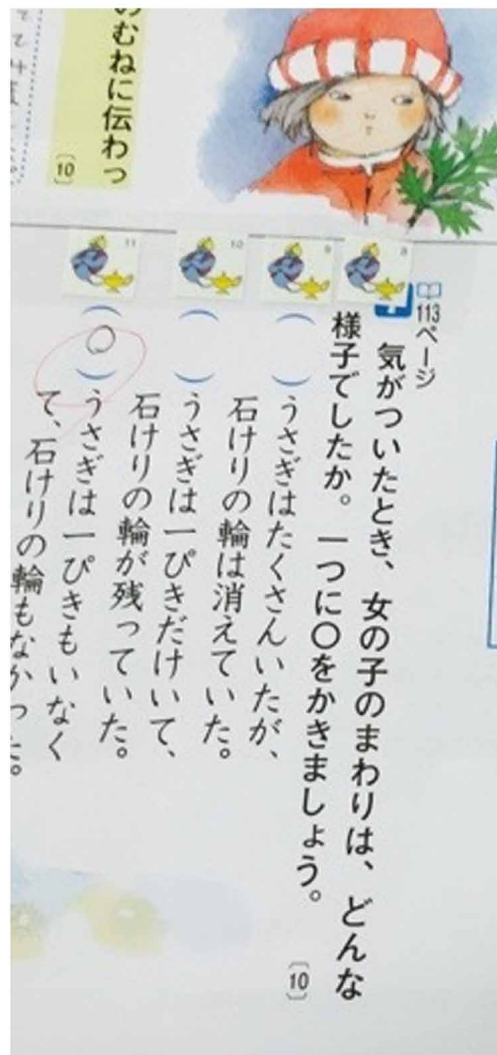 113ページ
気がついたとき、女の子のまわりは、どんな
様子でしたか。一つに○をかきましょう。
〔10〕
8
9
( )うさぎはたくさんいたが、
石けりの輪は消えていた。
10
( )うさぎは一ぴきだけいて、
石けりの輪が残っていた。
11
(○)うさぎは一ぴきもいなく
て、石けりの輪もなかった。
むねに伝わっ
〔10〕